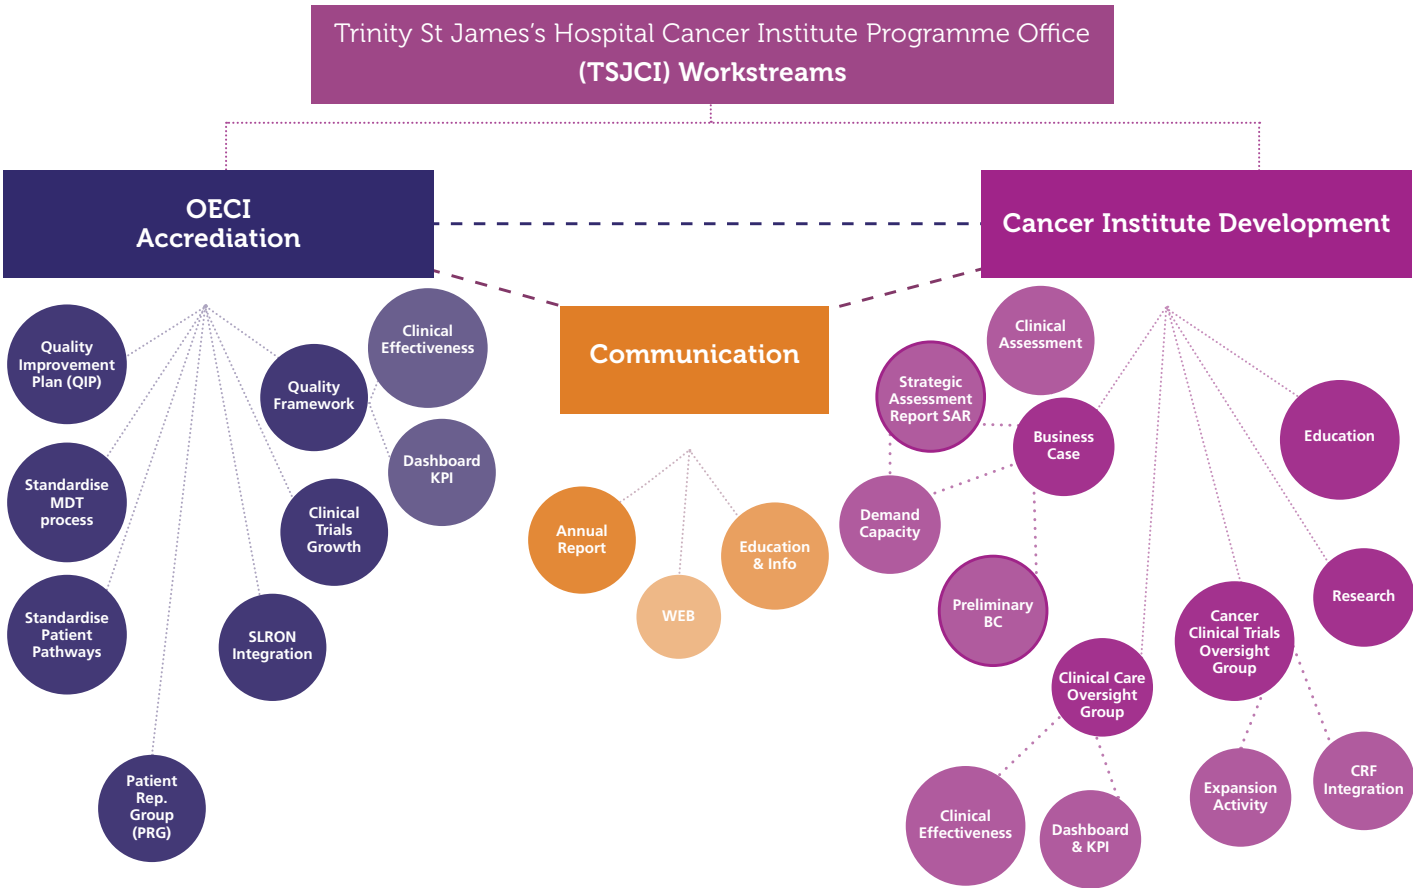 Trinity St James's Hospital Cancer Institute Programme Office
(TSJCI) Workstreams
OECI
Accrediation
Cancer Institute Development
Communication
Quality
Improvement
Plan (QIP)
Standardise
MDT
process
Standardise
Patient
Pathways
Patient
Rep.
Group
(PRG)
SLRON
Integration
Clinical
Trials
Growth
Quality
Framework
Clinical
Effectiveness
Dashboard
KPI
Annual
Report
WEB
Education
& Info
Clinical
Assessment
Strategic
Assessment
Report SAR
Business
Case
Demand
Capacity
Preliminary
BC
Clinical Care
Oversight
Group
Clinical
Effectiveness
Dashboard
& KPI
Cancer
Clinical Trials
Oversight
Group
Expansion
Activity
CRF
Integration
Research
Education